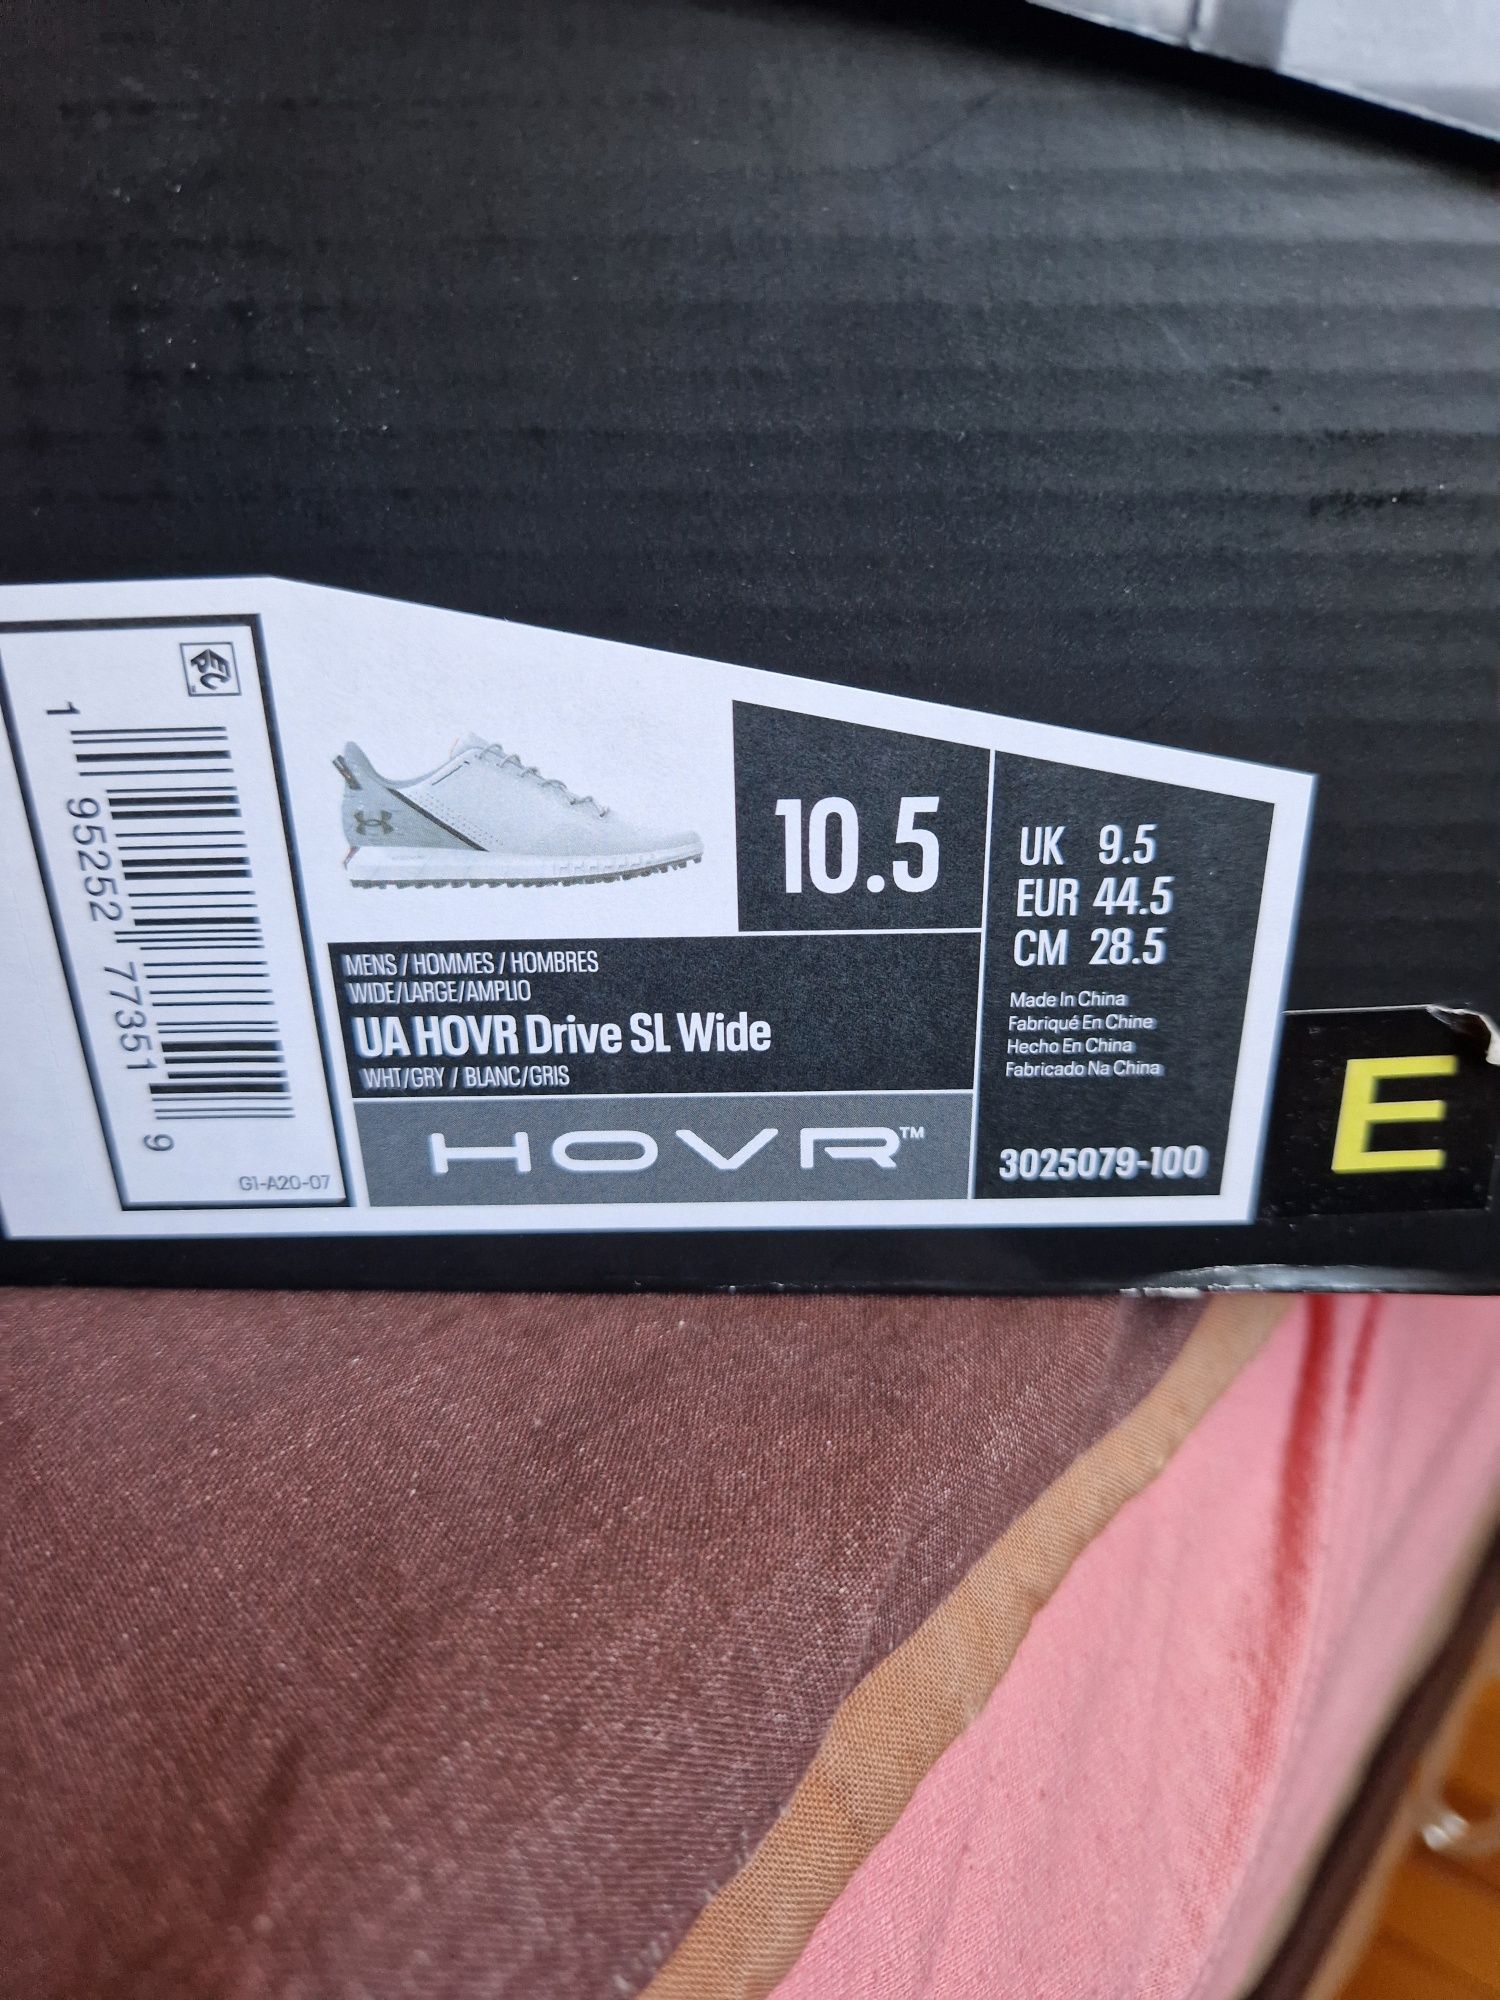 1 95252 77351 9
G1-A20-07
10.5
MENS / HOMMES / HOMBRES
WIDE/LARGE/AMPLIO
UA HOVR Drive SL Wide
WHT/GRY / BLANC/GRIS
HOVR™
UK 9.5
EUR 44.5
CM 28.5
Made In China
Fabriqué En Chine
Hecho En China
Fabricado Na China
3025079-100
E